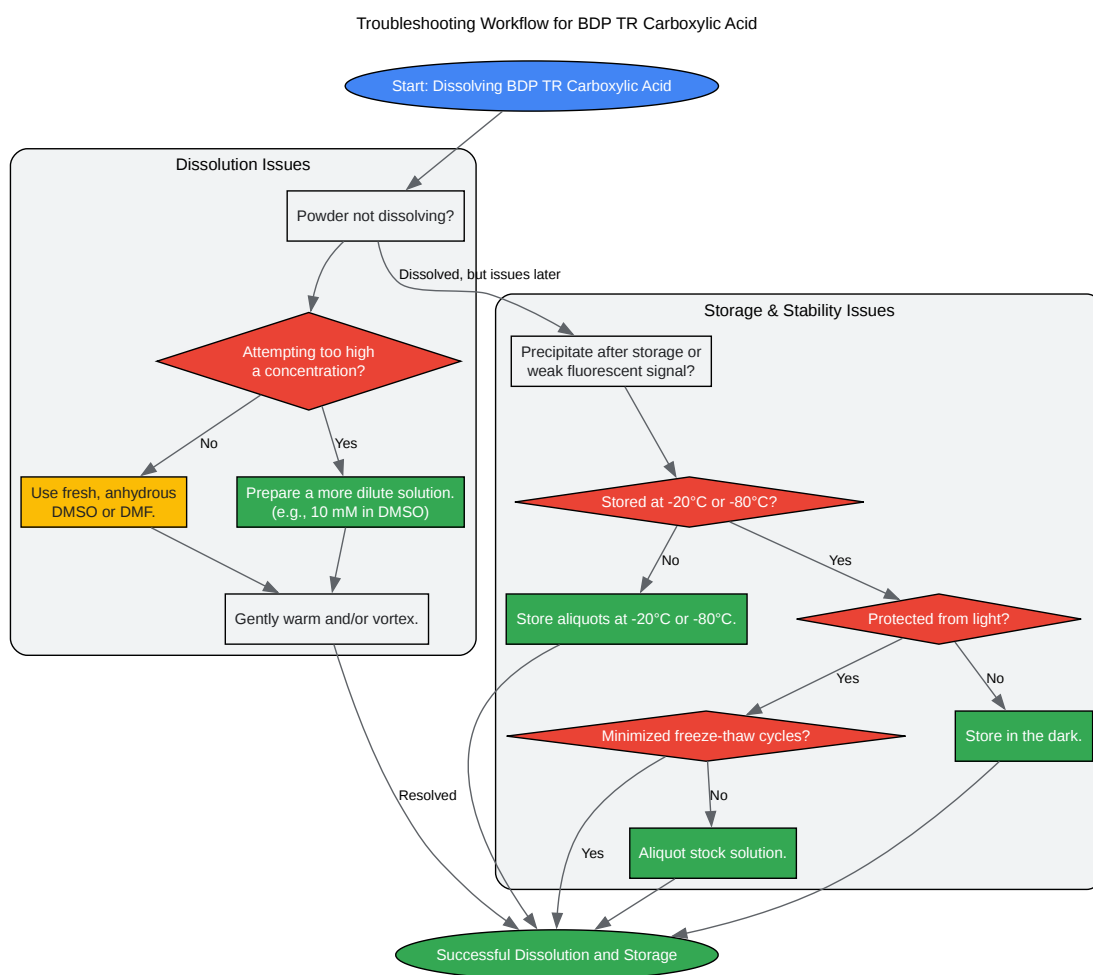 Troubleshooting Workflow for BDP TR Carboxylic Acid
Start: Dissolving BDP TR Carboxylic Acid
Dissolution Issues
Powder not dissolving?
Dissolved, but issues later
Attempting too high
a concentration?
No
Yes
Use fresh, anhydrous
DMSO or DMF.
Prepare a more dilute solution.
(e.g., 10 mM in DMSO)
Gently warm and/or vortex.
Resolved
Storage & Stability Issues
Precipitate after storage or
weak fluorescent signal?
Stored at -20°C or -80°C?
No
Yes
Store aliquots at -20°C or -80°C.
Protected from light?
Yes
No
Minimized freeze-thaw cycles?
Store in the dark.
No
Yes
Aliquot stock solution.
Successful Dissolution and Storage